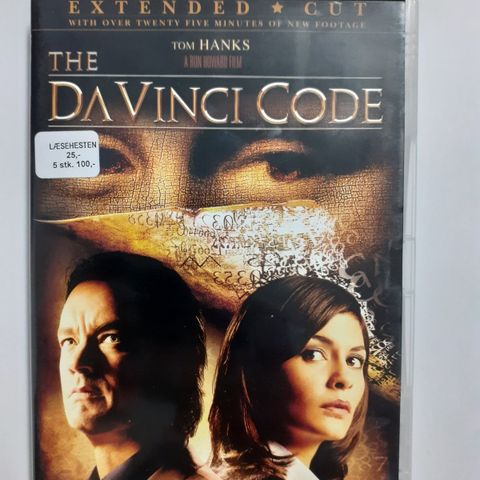 EXTENDED ★ CUT
WITH OVER TWENTY FIVE MINUTES OF NEW FOOTAGE
TOM HANKS
A RON HOWARD FILM
THE
DA VINCI CODE
LÆSEHESTEN
25,-
5 stk. 100,-